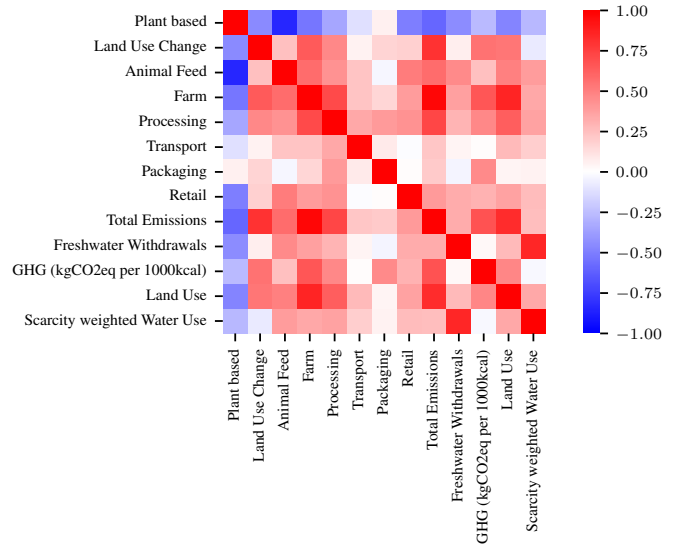 Plant based
Land Use Change
Animal Feed
Farm
Processing
Transport
Packaging
Retail
Total Emissions
Freshwater Withdrawals
GHG (kgCO2eq per 1000kcal)
Land Use
Scarcity weighted Water Use
Plant based
Land Use Change
Animal Feed
Farm
Processing
Transport
Packaging
Retail
Total Emissions
Freshwater Withdrawals
GHG (kgCO2eq per 1000kcal)
Land Use
Scarcity weighted Water Use
1.00
0.75
0.50
0.25
0.00
−0.25
−0.50
−0.75
−1.00